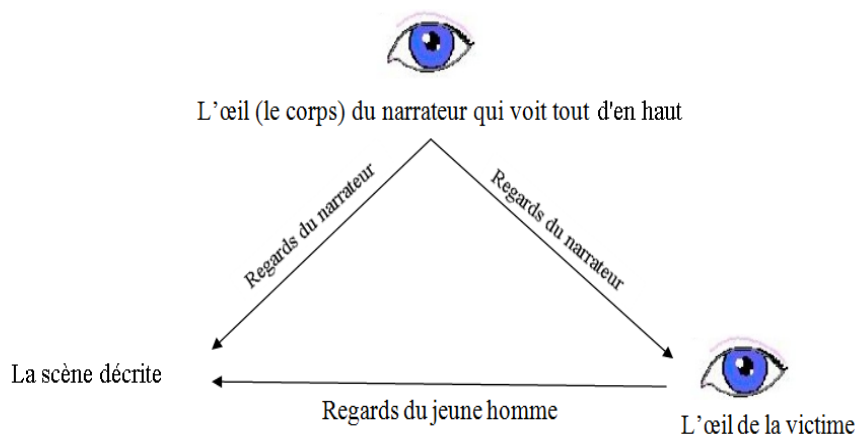 L’œil (le corps) du narrateur qui voit tout d'en haut
Regards du narrateur
Regards du narrateur
La scène décrite
Regards du jeune homme
L’œil de la victime